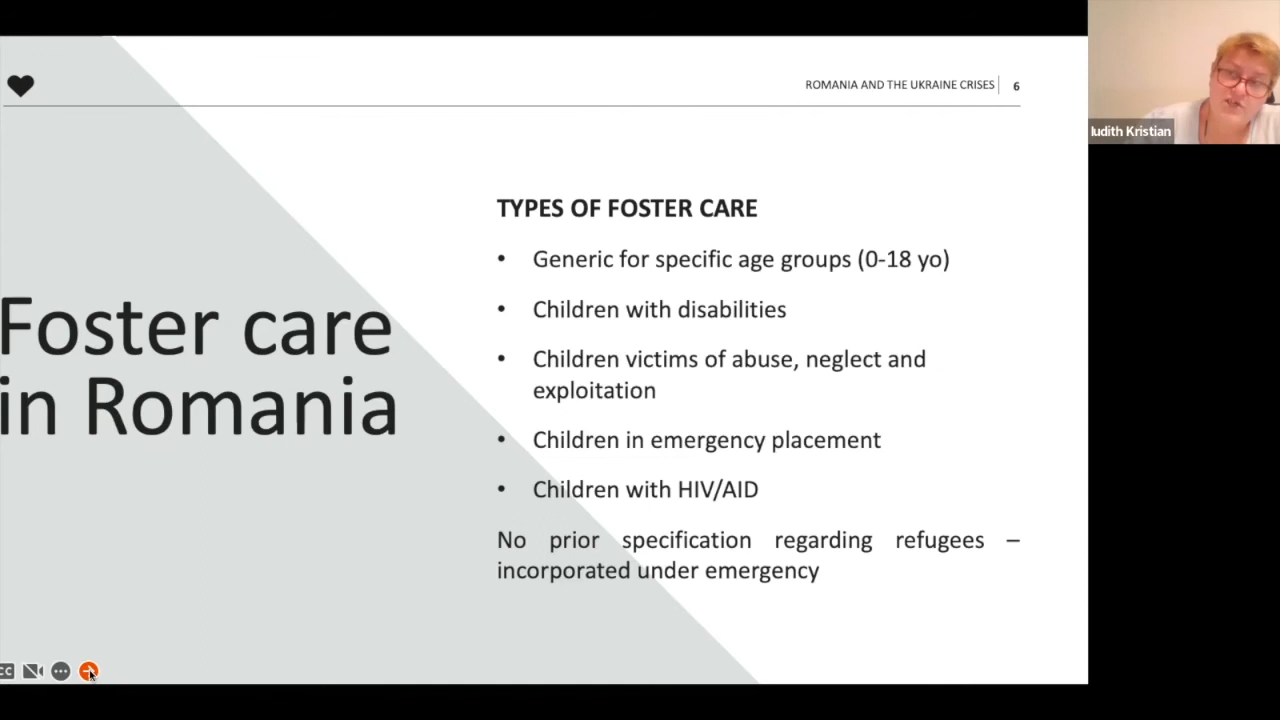 ROMANIA AND THE UKRAINE CRISES 6
Iudith Kristian
TYPES OF FOSTER CARE
• Generic for specific age groups (0-18 yo)
• Children with disabilities
• Children victims of abuse, neglect and
exploitation
• Children in emergency placement
• Children with HIV/AID
No prior specification regarding refugees –
incorporated under emergency
Foster care
in Romania
CC